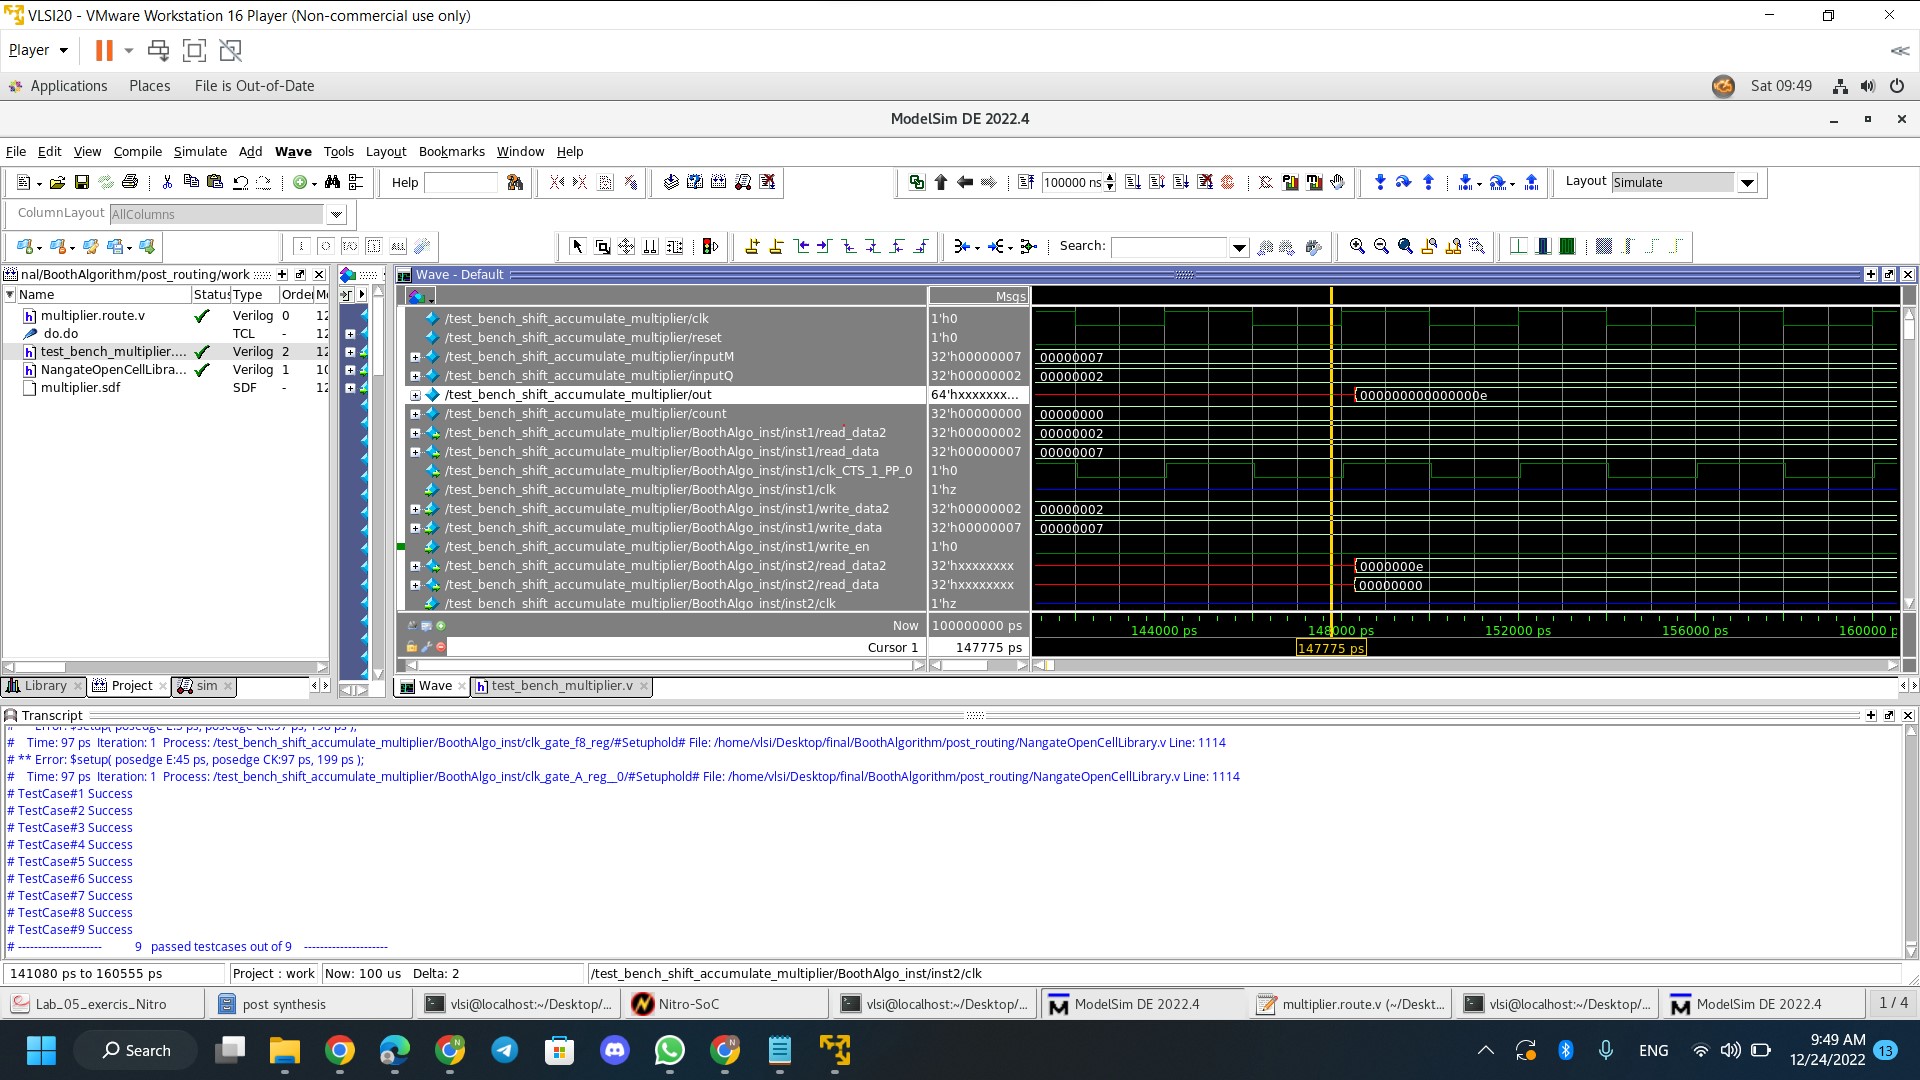 VLSI20 - VMware Workstation 16 Player (Non-commercial use only)
Player
Applications Places File is Out-of-Date Sat 09:49
ModelSim DE 2022.4
File Edit View Compile Simulate Add Wave Tools Layout Bookmarks Window Help
Help 100000 ns Layout Simulate
ColumnLayout AllColumns
Search:
nal/BoothAlgorithm/post_routing/work
Name Status Type Order Mo
multiplier.route.v Verilog 0 12
do.do TCL - 12
test_bench_multiplier.... Verilog 2 12
NangateOpenCellLibra... Verilog 1 10
multiplier.sdf SDF - 12
Library Project sim
Wave - Default
Msgs
/test_bench_shift_accumulate_multiplier/clk 1'h0
/test_bench_shift_accumulate_multiplier/reset 1'h0
/test_bench_shift_accumulate_multiplier/inputM 32'h00000007 00000007
/test_bench_shift_accumulate_multiplier/inputQ 32'h00000002 00000002
/test_bench_shift_accumulate_multiplier/out 64'hxxxxxxx... 000000000000000e
/test_bench_shift_accumulate_multiplier/count 32'h00000000 00000000
/test_bench_shift_accumulate_multiplier/BoothAlgo_inst/inst1/read_data2 32'h00000002 00000002
/test_bench_shift_accumulate_multiplier/BoothAlgo_inst/inst1/read_data 32'h00000007 00000007
/test_bench_shift_accumulate_multiplier/BoothAlgo_inst/inst1/clk_CTS_1_PP_0 1'h0
/test_bench_shift_accumulate_multiplier/BoothAlgo_inst/inst1/clk 1'hz
/test_bench_shift_accumulate_multiplier/BoothAlgo_inst/inst1/write_data2 32'h00000002 00000002
/test_bench_shift_accumulate_multiplier/BoothAlgo_inst/inst1/write_data 32'h00000007 00000007
/test_bench_shift_accumulate_multiplier/BoothAlgo_inst/inst1/write_en 1'h0
/test_bench_shift_accumulate_multiplier/BoothAlgo_inst/inst2/read_data2 32'hxxxxxxxx 0000000e
/test_bench_shift_accumulate_multiplier/BoothAlgo_inst/inst2/read_data 32'hxxxxxxxx 00000000
/test_bench_shift_accumulate_multiplier/BoothAlgo_inst/inst2/clk 1'hz
Now 100000000 ps 144000 ps 148000 ps 152000 ps 156000 ps 160000 p
Cursor 1 147775 ps 147775 ps
Wave test_bench_multiplier.v
Transcript
# Time: 97 ps Iteration: 1 Process: /test_bench_shift_accumulate_multiplier/BoothAlgo_inst/clk_gate_f8_reg/#Setuphold# File: /home/vlsi/Desktop/final/BoothAlgorithm/post_routing/NangateOpenCellLibrary.v Line: 1114
# ** Error: $setup( posedge E:45 ps, posedge CK:97 ps, 199 ps );
# Time: 97 ps Iteration: 1 Process: /test_bench_shift_accumulate_multiplier/BoothAlgo_inst/clk_gate_A_reg__0/#Setuphold# File: /home/vlsi/Desktop/final/BoothAlgorithm/post_routing/NangateOpenCellLibrary.v Line: 1114
# TestCase#1 Success
# TestCase#2 Success
# TestCase#3 Success
# TestCase#4 Success
# TestCase#5 Success
# TestCase#6 Success
# TestCase#7 Success
# TestCase#8 Success
# TestCase#9 Success
# --------------------- 9 passed testcases out of 9 ---------------------
141080 ps to 160555 ps Project : work Now: 100 us Delta: 2 /test_bench_shift_accumulate_multiplier/BoothAlgo_inst/inst2/clk
Lab_05_exercis_Nitro post synthesis vlsi@localhost:~/Desktop/... Nitro-SoC vlsi@localhost:~/Desktop/... ModelSim DE 2022.4 multiplier.route.v (~/Deskt... vlsi@localhost:~/Desktop/... ModelSim DE 2022.4 1 / 4
Search ENG 9:49 AM
12/24/2022 13